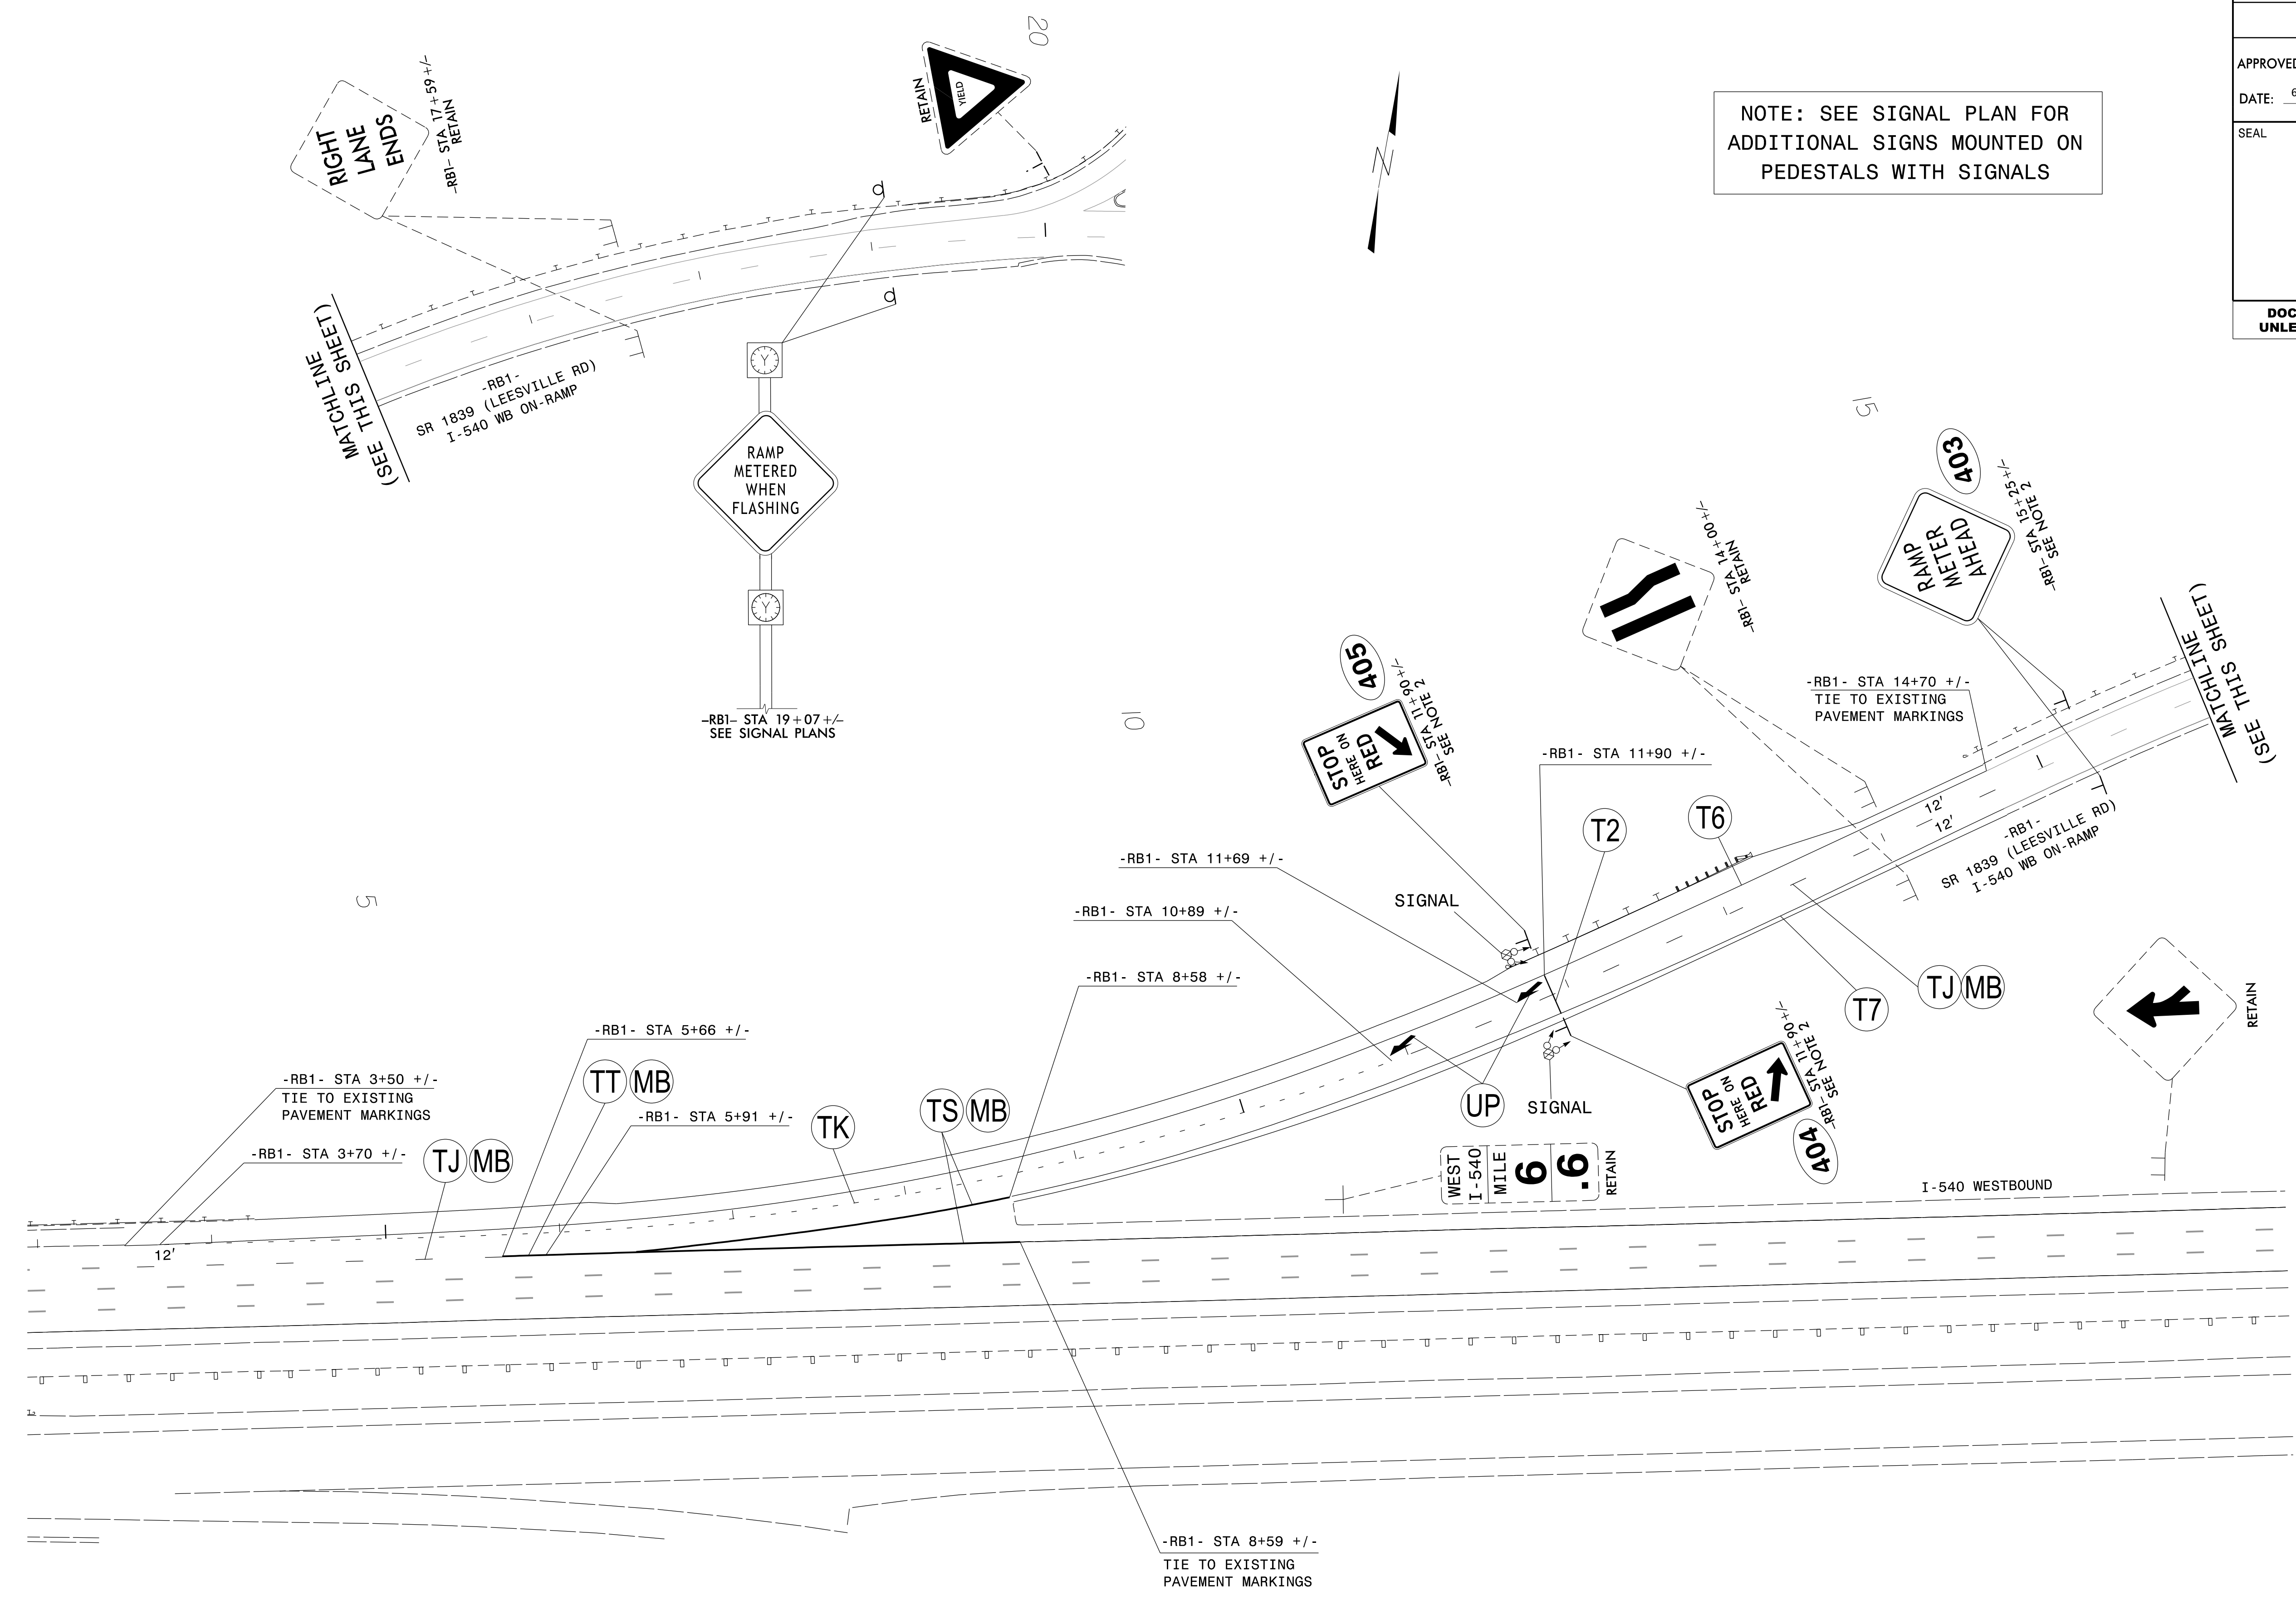 20
RIGHT
LANE
ENDS
-RB1- STA 17+59+/-
RETAIN
RETAIN
YIELD
N
NOTE: SEE SIGNAL PLAN FOR
ADDITIONAL SIGNS MOUNTED ON
PEDESTALS WITH SIGNALS
DATE:
SEAL
MATCHLINE
(SEE THIS SHEET)
-RB1-
SR 1839 (LEESVILLE RD)
I-540 WB ON-RAMP
Y
RAMP
METERED
WHEN
FLASHING
Y
-RB1- STA 19+07+/-
SEE SIGNAL PLANS
15
403
RAMP
METER
AHEAD
-RB1- STA 15+25+/-
SEE NOTE 2
-RB1- STA 14+00+/-
RETAIN
MATCHLINE
(SEE THIS SHEET)
-RB1- STA 14+70 +/-
TIE TO EXISTING
PAVEMENT MARKINGS
12'
12'
-RB1-
SR 1839 (LEESVILLE RD)
I-540 WB ON-RAMP
10
405
STOP
HERE ON
RED
-RB1- STA 11+90+/-
SEE NOTE 2
-RB1- STA 11+90 +/-
T2
T6
-RB1- STA 11+69 +/-
SIGNAL
-RB1- STA 10+89 +/-
-RB1- STA 8+58 +/-
T7
TJ MB
RETAIN
STOP
HERE ON
RED
-RB1- STA 11+90+/-
SEE NOTE 2
404
UP
SIGNAL
5
-RB1- STA 5+66 +/-
TT MB
-RB1- STA 5+91 +/-
TK
TS MB
-RB1- STA 3+50 +/-
TIE TO EXISTING
PAVEMENT MARKINGS
-RB1- STA 3+70 +/-
TJ MB
12'
WEST
I-540
MILE
6
.6
RETAIN
I-540 WESTBOUND
-RB1- STA 8+59 +/-
TIE TO EXISTING
PAVEMENT MARKINGS